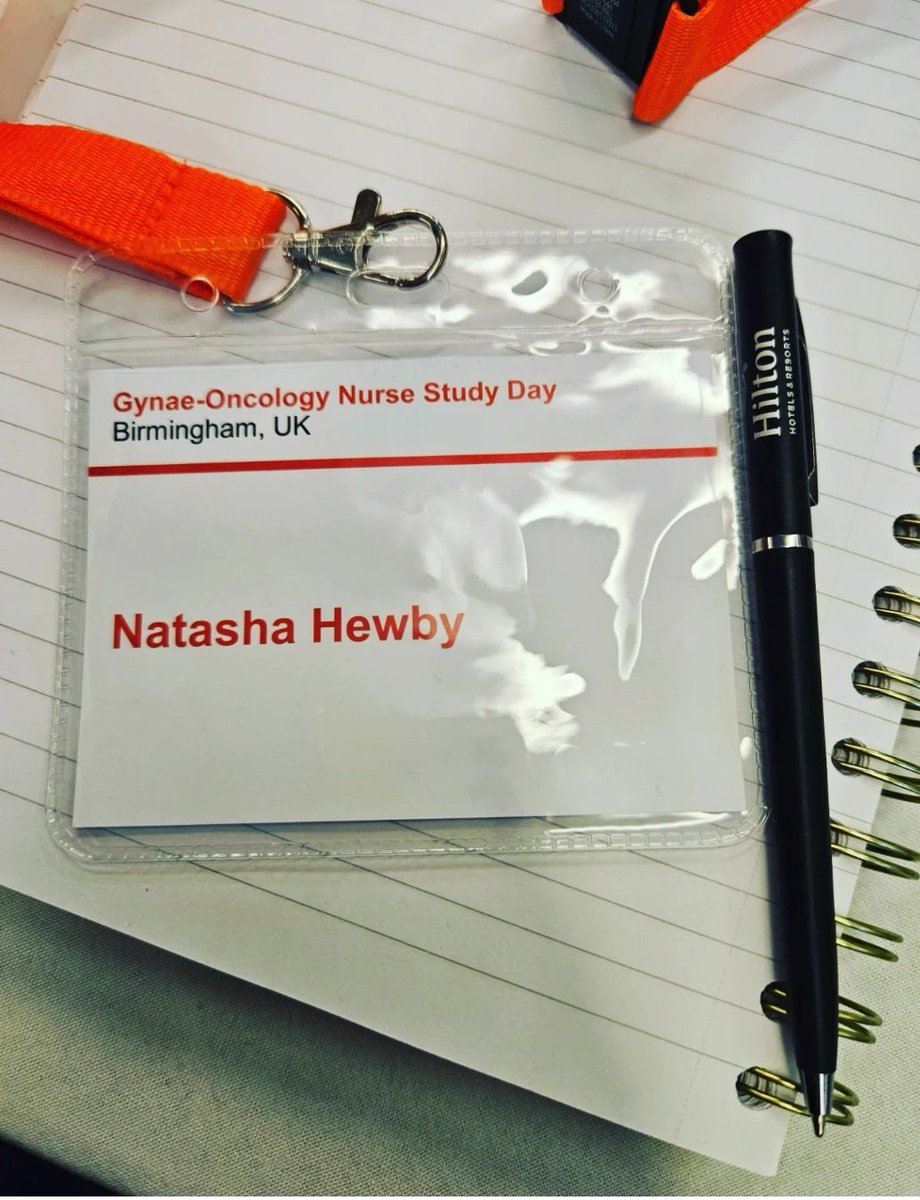 Gynae-Oncology Nurse Study Day
Birmingham, UK
Natasha Hewby
Hilton
HOTELS & RESORTS